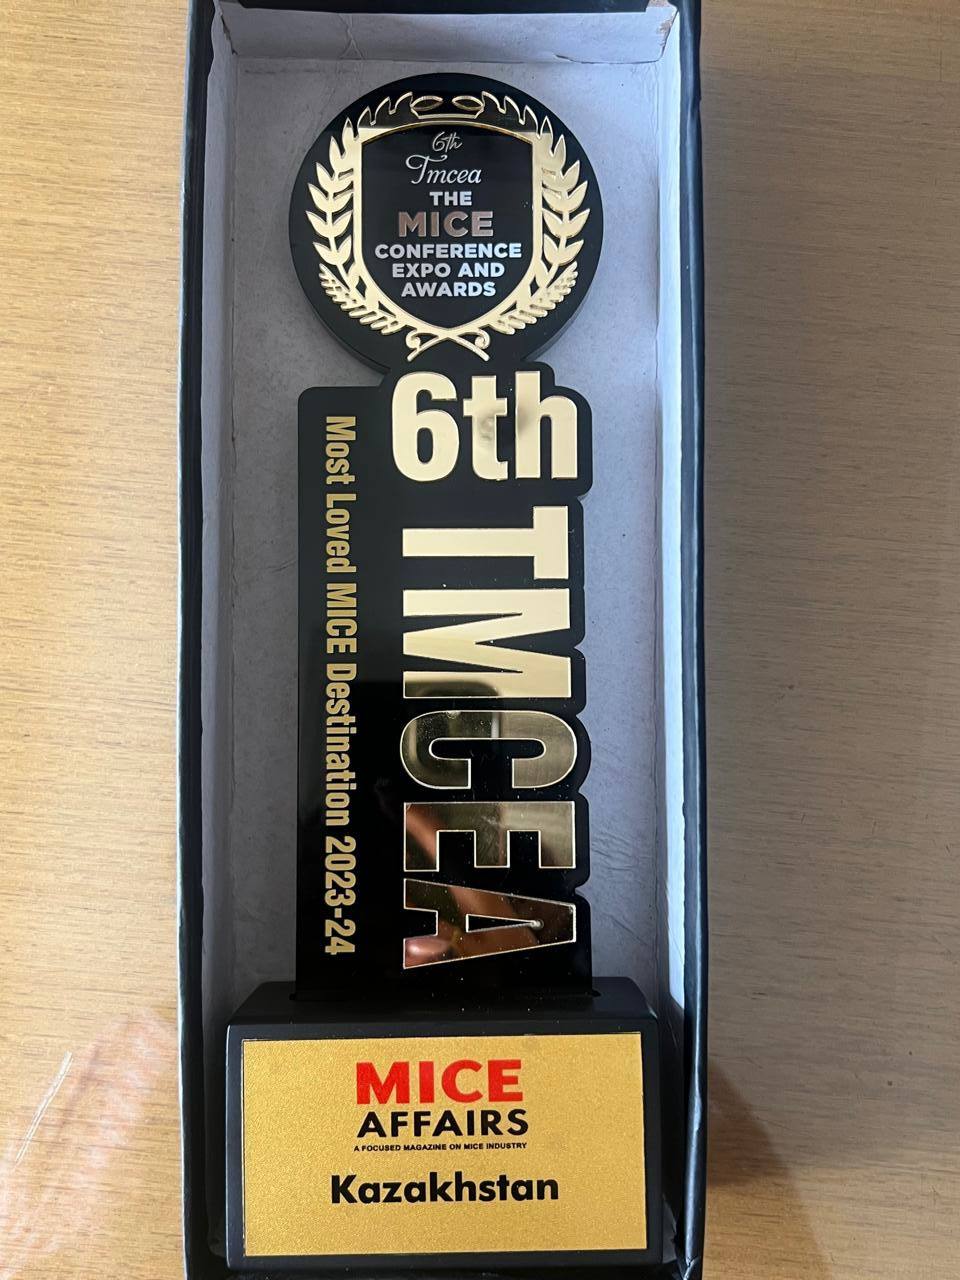 6th
Tmcea
THE
MICE
CONFERENCE
EXPO AND
AWARDS
6th
TMCEA
Most Loved MICE Destination 2023-24
MICE
AFFAIRS
A FOCUSED MAGAZINE ON MICE INDUSTRY
Kazakhstan